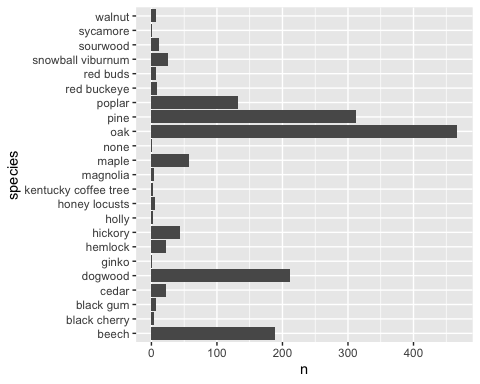 walnut
sycamore
sourwood
snowball viburnum
red buds
red buckeye
poplar
pine
oak
none
maple
magnolia
kentucky coffee tree
honey locusts
holly
hickory
hemlock
ginko
dogwood
cedar
black gum
black cherry
beech
species
0 100 200 300 400
n